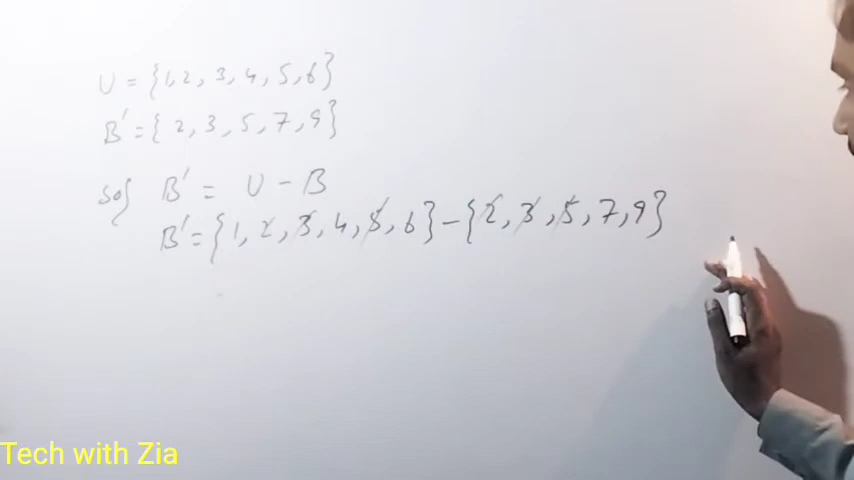 U = {1, 2, 3, 4, 5, 6}
B' = {2, 3, 5, 7, 9}
Sol B' = U - B
B' = {1, 2, 3, 4, 5, 6} - {2, 3, 5, 7, 9}
Tech with Zia